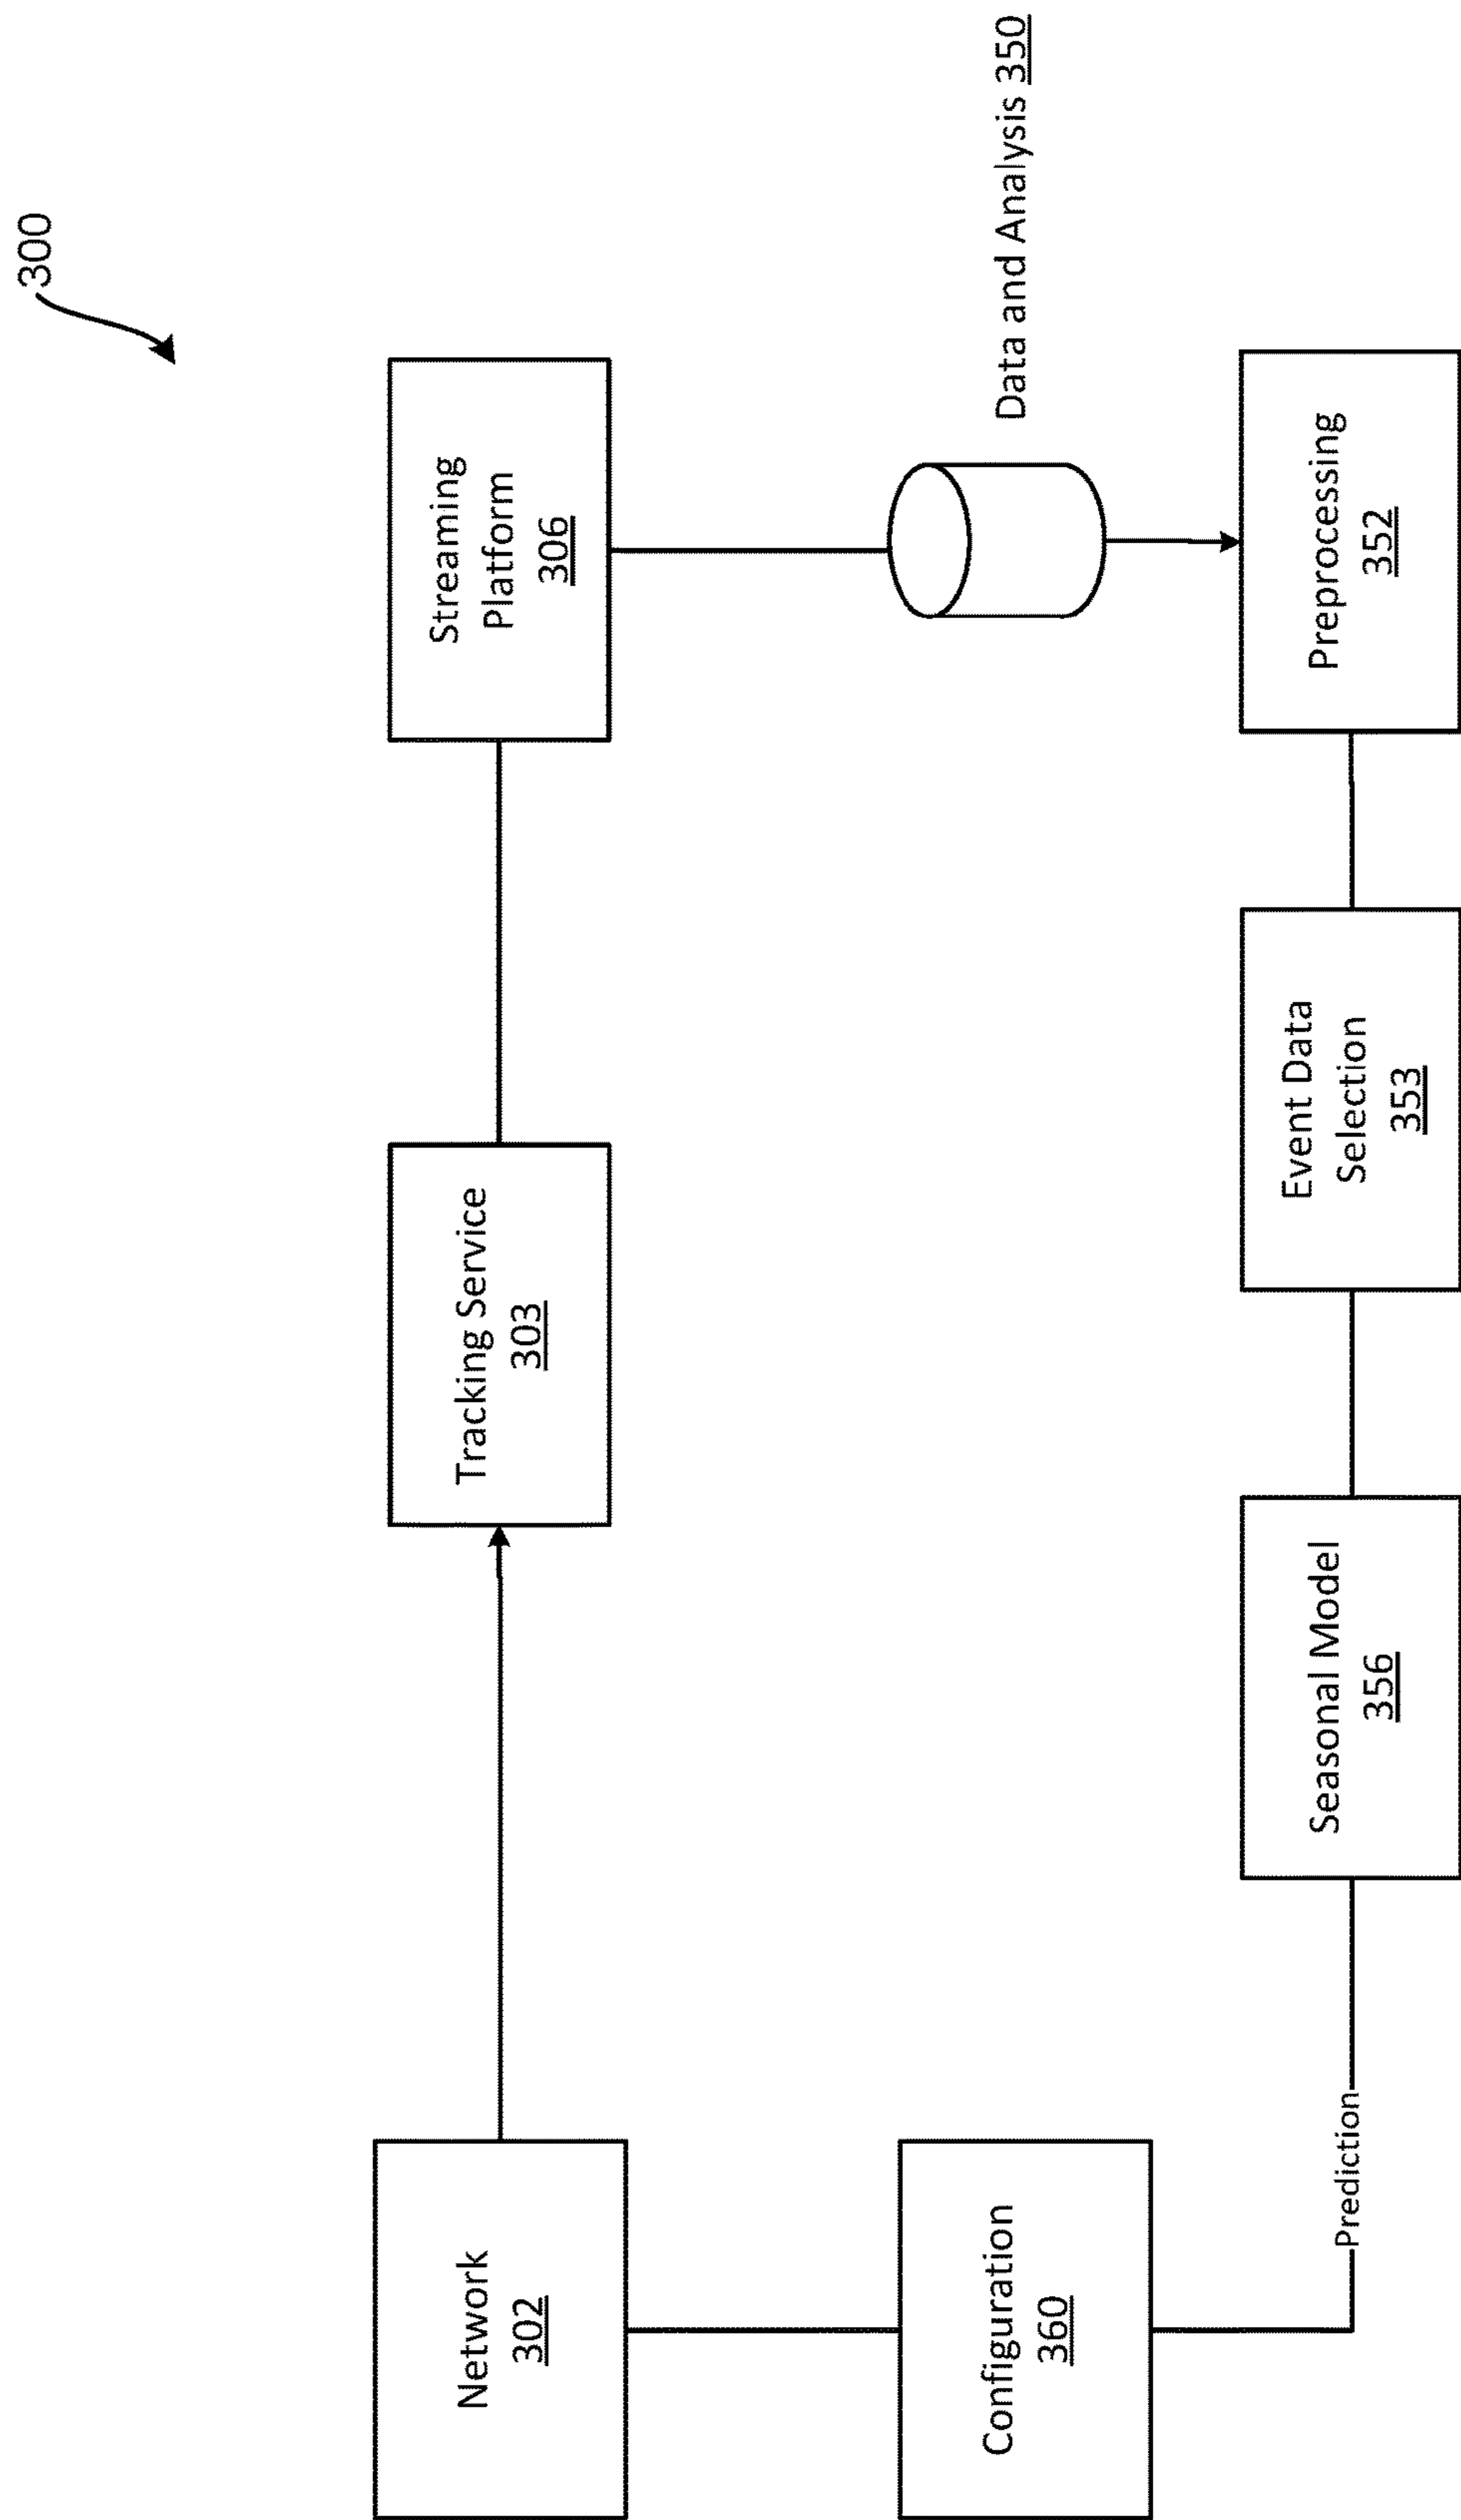 300
Network
302
Tracking Service
303
Streaming
Platform
306
Data and Analysis 350
Configuration
360
Prediction
Seasonal Model
356
Event Data
Selection
353
Preprocessing
352